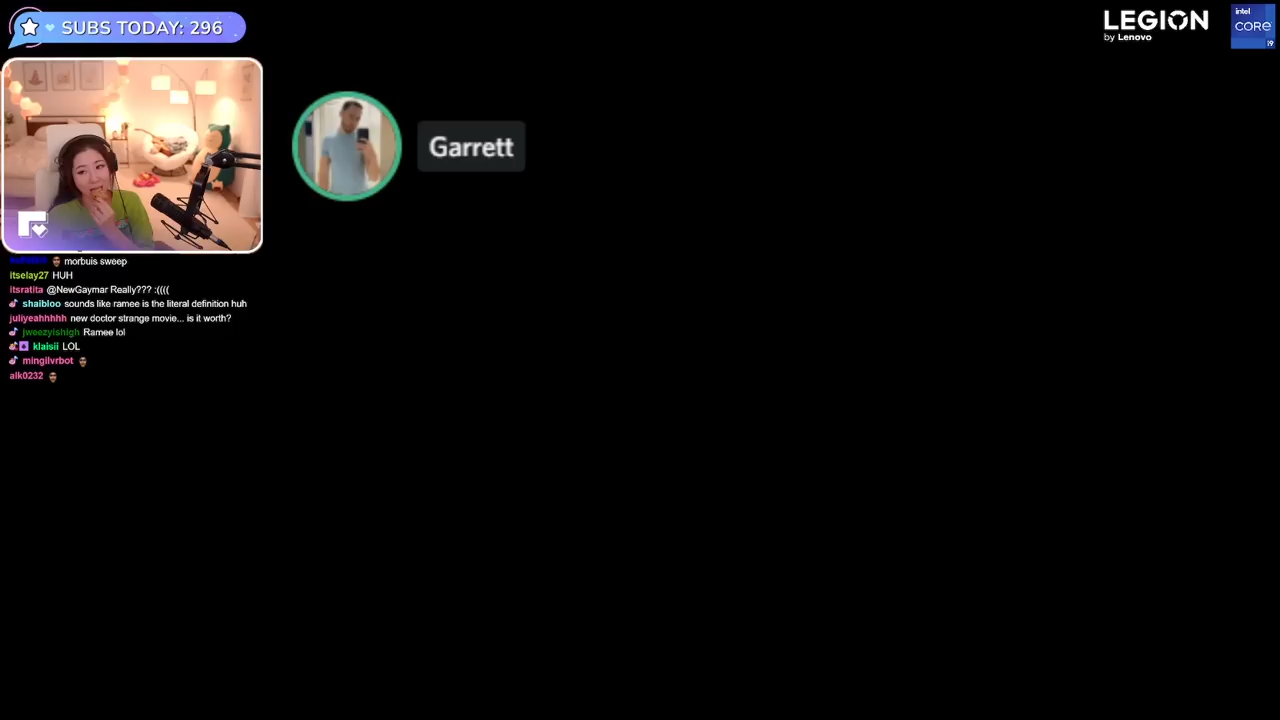 SUBS TODAY: 296
LEGION
by Lenovo
intel
CORE
i9
Garrett
morbuis sweep
itselay27 HUH
itsratita @NewGaymar Really??? :((((
shaibloo sounds like ramee is the literal definition huh
juliyeahhhhh new doctor strange movie... is it worth?
jweezyishigh Ramee lol
klaisii LOL
mingilvrbot
alk0232